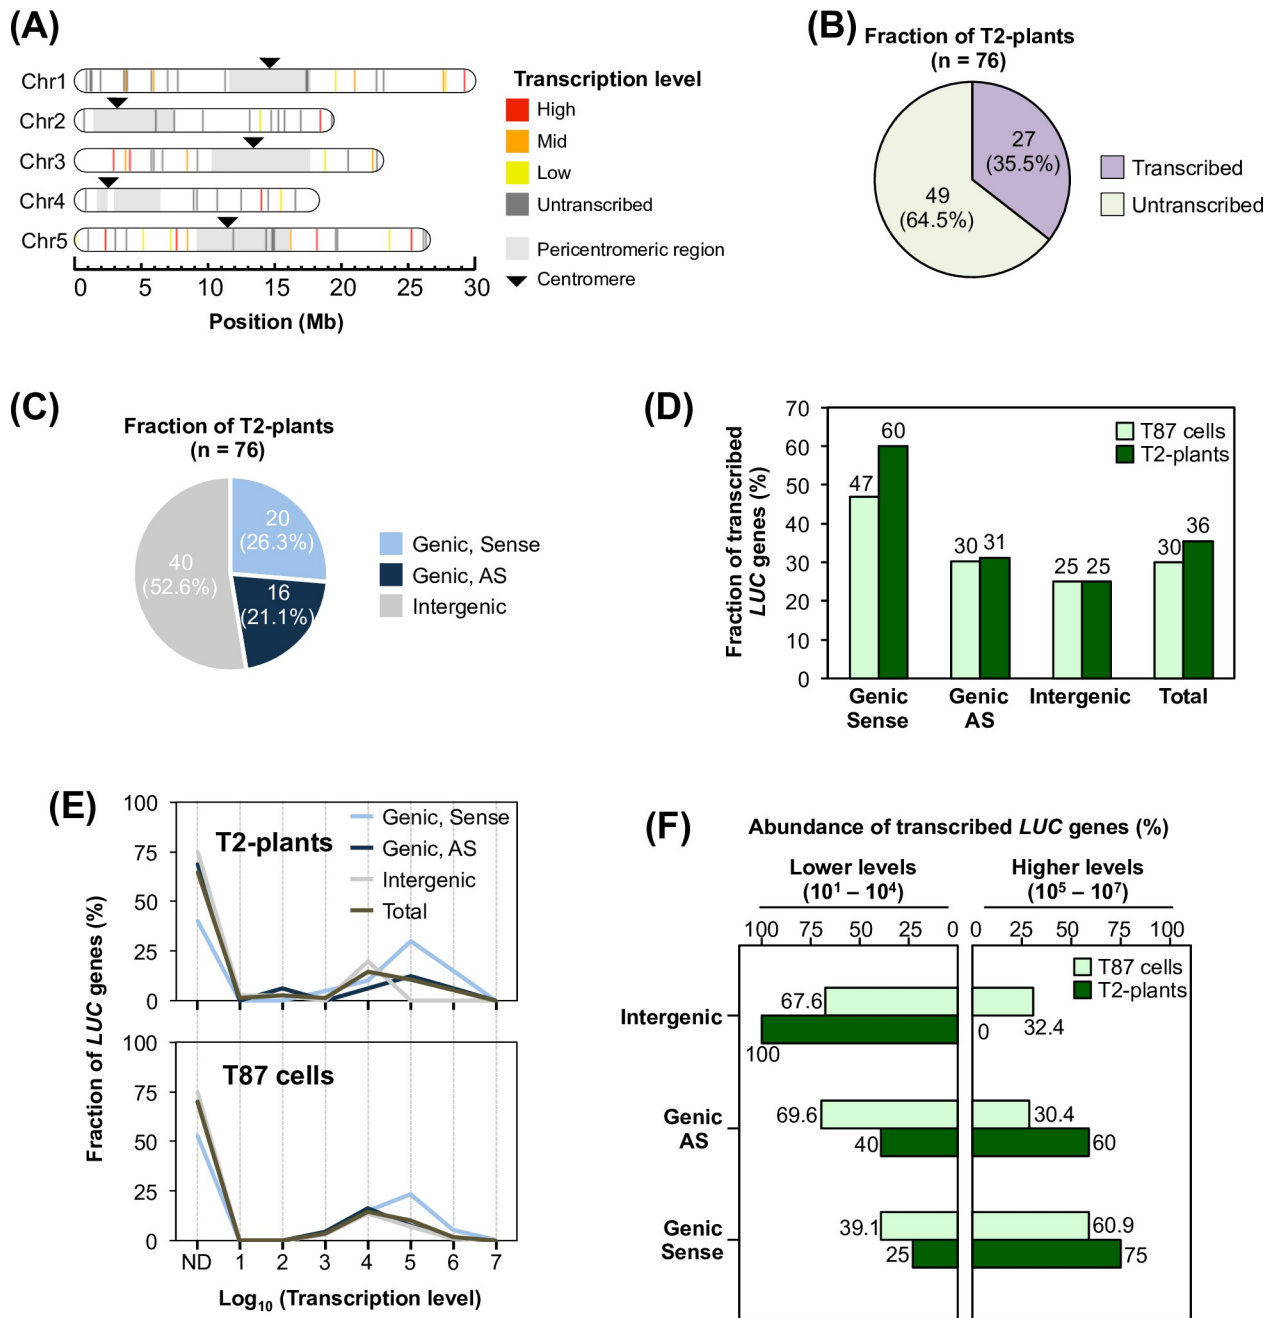 (A)
Chr1
Chr2
Chr3
Chr4
Chr5
0 5 10 15 20 25 30
Position (Mb)
Transcription level
High
Mid
Low
Untranscribed
Pericentromeric region
Centromere
(B)
Fraction of T2-plants
(n = 76)
27
(35.5%)
49
(64.5%)
Transcribed
Untranscribed
(C)
Fraction of T2-plants
(n = 76)
20
(26.3%)
40
(52.6%)
16
(21.1%)
Genic, Sense
Genic, AS
Intergenic
(D)
Fraction of transcribed
LUC genes (%)
70
60
50
40
30
20
10
0
T87 cells
T2-plants
47 60
30 31
25 25
30 36
Genic
Sense
Genic
AS
Intergenic
Total
(E)
Fraction of LUC genes (%)
100
75
50
25
0
T2-plants
Genic, Sense
Genic, AS
Intergenic
Total
100
75
50
25
0
T87 cells
ND 1 2 3 4 5 6 7
Log10 (Transcription level)
(F)
Abundance of transcribed LUC genes (%)
Lower levels
(10¹ – 10⁴)
Higher levels
(10⁵ – 10⁷)
100 75 50 25 0
0 25 50 75 100
T87 cells
T2-plants
Intergenic
67.6
100
32.4
0
Genic
AS
69.6
40
30.4
60
Genic
Sense
39.1
25
60.9
75